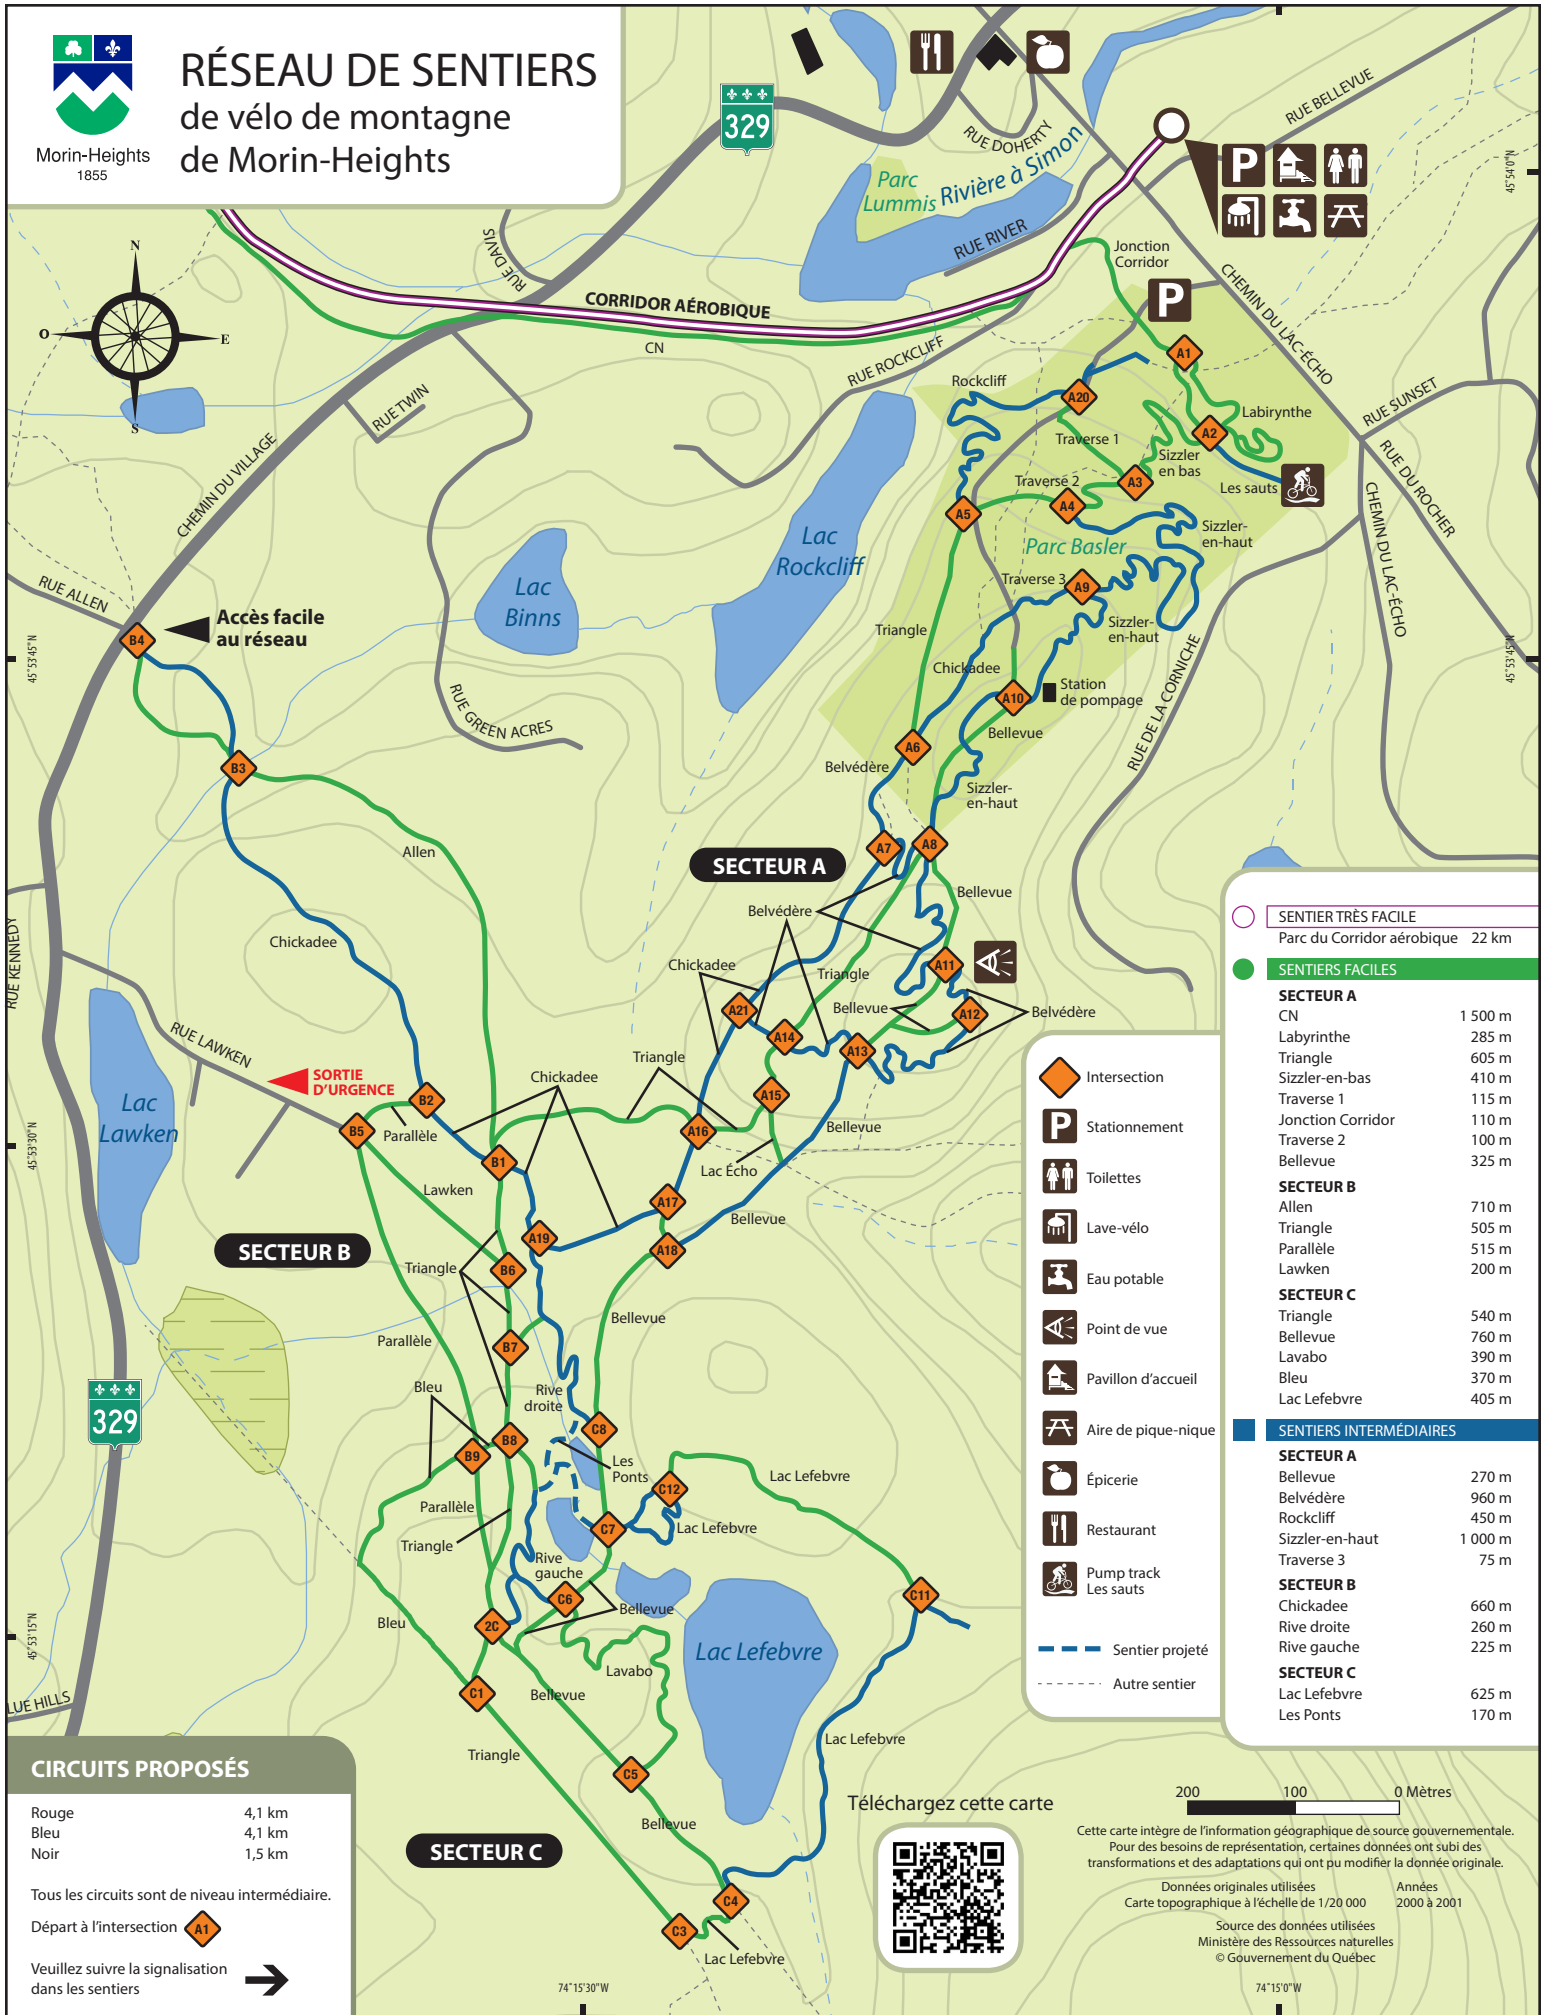 RÉSEAU DE SENTIERS
de vélo de montagne
de Morin-Heights
Morin-Heights
1855
329
RUE DOHERTY
RUE BELLEVUE
Parc
Lummis
Rivière à Simon
RUE RIVER
P
45°54'0"N
RUE DAVIS
CORRIDOR AÉROBIQUE
CN
Jonction
Corridor
P
CHEMIN DU LAC-ÉCHO
N
O
E
S
RUE TWIN
RUE ROCKCLIFF
Rockcliff
A1
A20
Labirynthe
A2
Traverse 1
Sizzler
en bas
Les sauts
RUE SUNSET
RUE DU ROCHER
CHEMIN DU LAC-ÉCHO
CHEMIN DU VILLAGE
A3
Traverse 2
A4
A5
Sizzler-
en-haut
Parc Basler
Lac
Rockcliff
Lac
Binns
Traverse 3
A9
Sizzler-
en-haut
RUE ALLEN
Accès facile
au réseau
B4
45°53'45"N
45°53'45"N
Triangle
Chickadee
A10
Station
de pompage
Bellevue
RUE DE LA CORNICHE
RUE GREEN ACRES
B3
A6
Belvédère
Sizzler-
en-haut
Allen
A7
A8
SECTEUR A
Bellevue
Belvédère
Chickadee
RUE KENNEDY
Chickadee
Triangle
A11
Bellevue
A12
Belvédère
A21
A14
A13
RUE LAWKEN
SORTIE
D'URGENCE
Triangle
Chickadee
A15
B2
Parallèle
B5
A16
Bellevue
Lac
Lawken
45°53'30"N
B1
Lac Écho
Lawken
A17
Bellevue
A19
A18
SECTEUR B
Triangle
B6
Bellevue
Parallèle
B7
Bleu
Rive
droite
329
B8
C8
B9
Les
Ponts
Lac Lefebvre
C12
Parallèle
C7
Lac Lefebvre
Triangle
Rive
gauche
C6
C11
Bellevue
Bleu
2C
45°53'15"N
Lac Lefebvre
Lavabo
C1
Bellevue
LUE HILLS
Triangle
Lac Lefebvre
C5
Bellevue
SECTEUR C
C4
C3
Lac Lefebvre
SENTIER TRÈS FACILE
Parc du Corridor aérobique 22 km
SENTIERS FACILES
SECTEUR A
CN 1 500 m
Labyrinthe 285 m
Triangle 605 m
Sizzler-en-bas 410 m
Traverse 1 115 m
Jonction Corridor 110 m
Traverse 2 100 m
Bellevue 325 m
SECTEUR B
Allen 710 m
Triangle 505 m
Parallèle 515 m
Lawken 200 m
SECTEUR C
Triangle 540 m
Bellevue 760 m
Lavabo 390 m
Bleu 370 m
Lac Lefebvre 405 m
SENTIERS INTERMÉDIAIRES
SECTEUR A
Bellevue 270 m
Belvédère 960 m
Rockcliff 450 m
Sizzler-en-haut 1 000 m
Traverse 3 75 m
SECTEUR B
Chickadee 660 m
Rive droite 260 m
Rive gauche 225 m
SECTEUR C
Lac Lefebvre 625 m
Les Ponts 170 m
Intersection
P Stationnement
Toilettes
Lave-vélo
Eau potable
Point de vue
Pavillon d'accueil
Aire de pique-nique
Épicerie
Restaurant
Pump track
Les sauts
Sentier projeté
Autre sentier
CIRCUITS PROPOSÉS
Rouge 4,1 km
Bleu 4,1 km
Noir 1,5 km
Tous les circuits sont de niveau intermédiaire.
Départ à l'intersection A1
Veuillez suivre la signalisation
dans les sentiers
Téléchargez cette carte
200 100 0 Mètres
Cette carte intègre de l'information géographique de source gouvernementale.
Pour des besoins de représentation, certaines données ont subi des
transformations et des adaptations qui ont pu modifier la donnée originale.
Données originales utilisées Années
Carte topographique à l'échelle de 1/20 000 2000 à 2001
Source des données utilisées
Ministère des Ressources naturelles
© Gouvernement du Québec
74°15'30"W
74°15'0"W